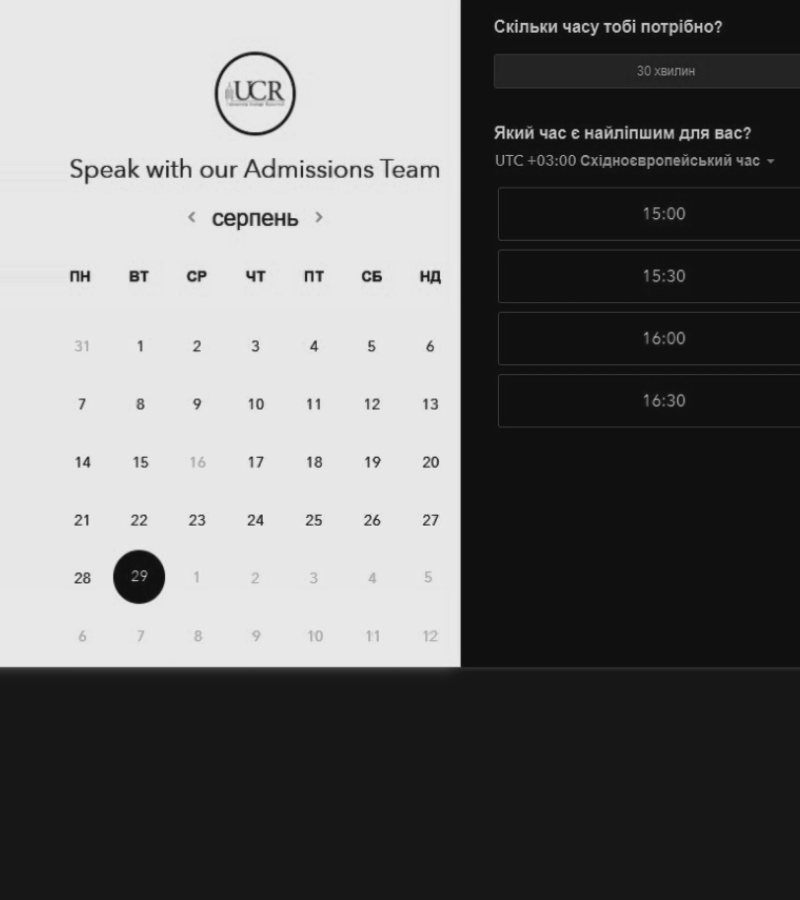 UCR
Speak with our Admissions Team
серпень
ПН ВТ СР ЧТ ПТ СБ НД
31 1 2 3 4 5 6
7 8 9 10 11 12 13
14 15 16 17 18 19 20
21 22 23 24 25 26 27
28 29 1 2 3 4 5
6 7 8 9 10 11 12
Скільки часу тобі потрібно?
30 хвилин
Який час є найліпшим для вас?
UTC +03:00 Східноєвропейський час
15:00
15:30
16:00
16:30